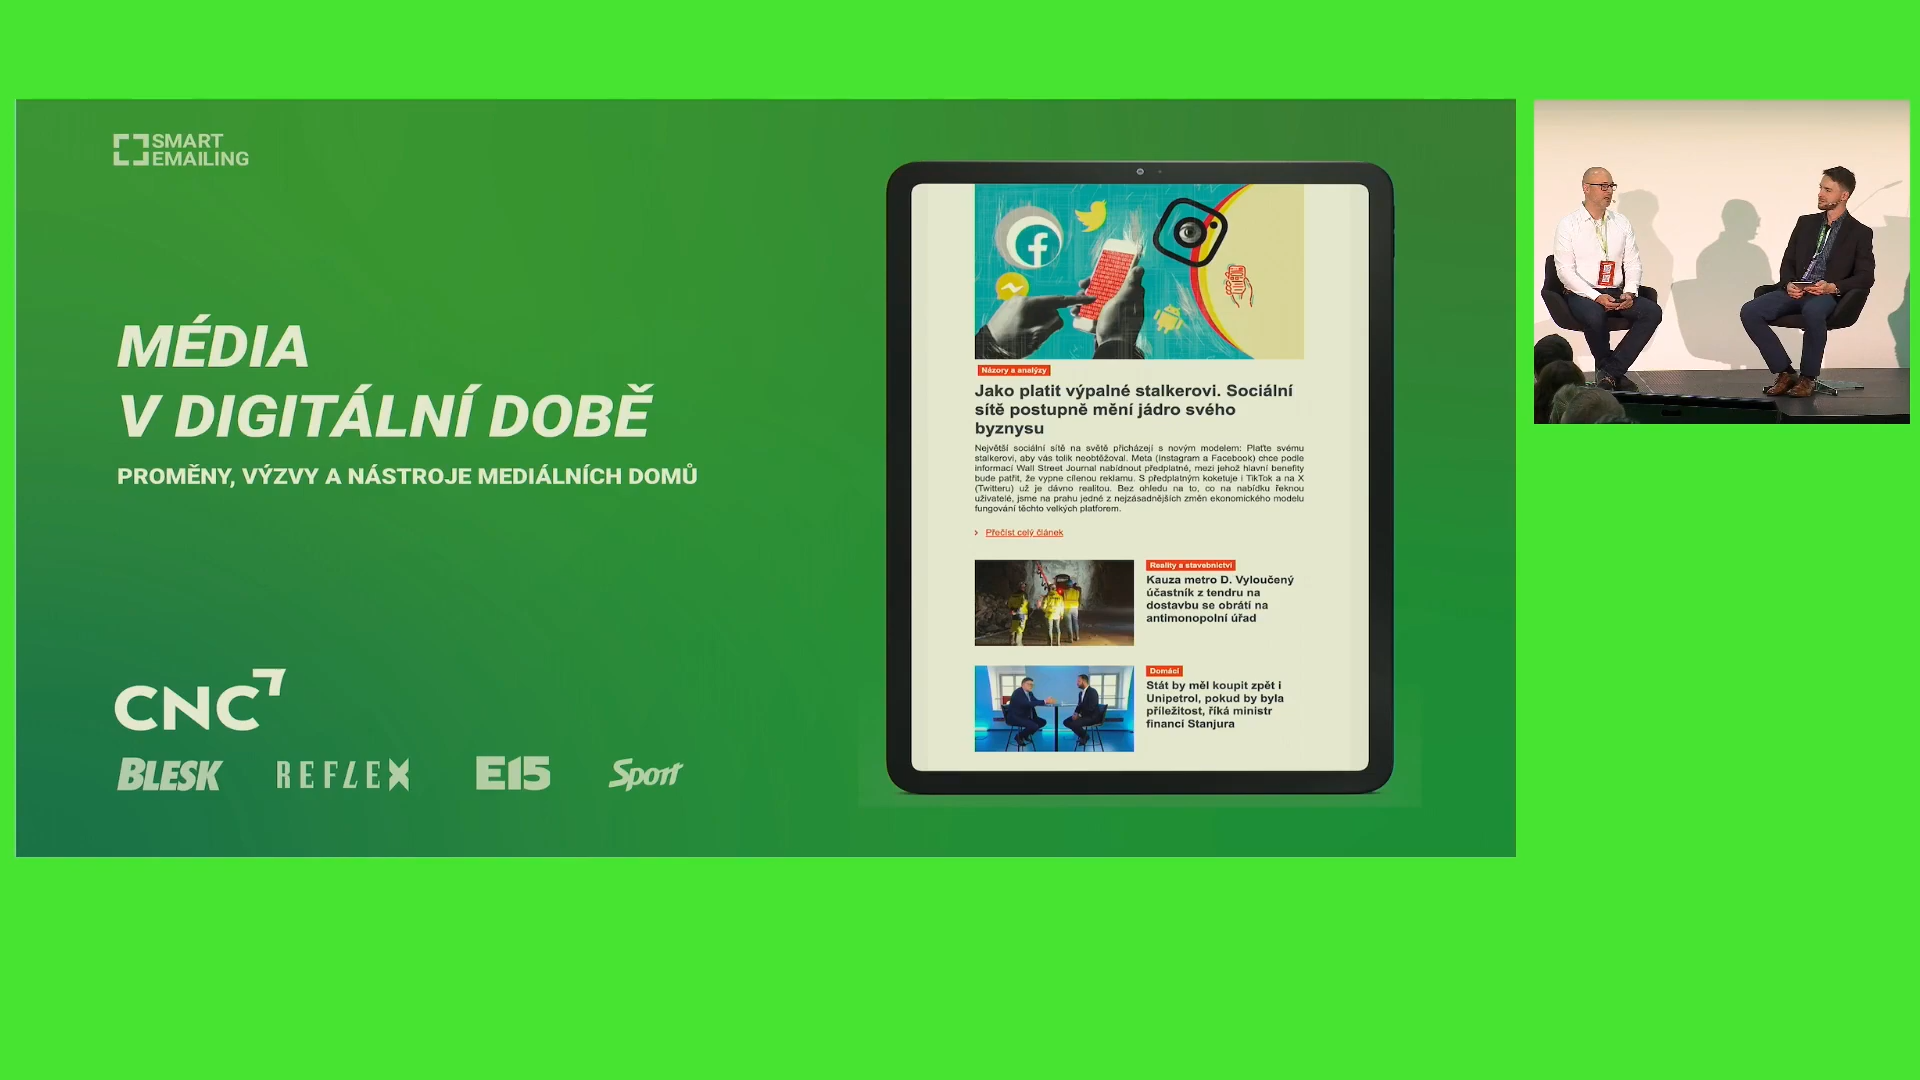 SMART
EMAILING
MÉDIA
V DIGITÁLNÍ DOBĚ
PROMĚNY, VÝZVY A NÁSTROJE MEDIÁLNÍCH DOMŮ
CNC
BLESK REFLEX E15 Sport
Názory a analýzy
Jako platit výpalné stalkerovi. Sociální
sítě postupně mění jádro svého
byznysu
Největší sociální sítě na světě přicházejí s novým modelem: Plaťte svému
stalkerovi, aby vás tolik neobtěžoval. Meta (Instagram a Facebook) chce podle
informací Wall Street Journal nabídnout předplatné, mezi jehož hlavní benefity
bude patřit, že vypne cílenou reklamu. S předplatným koketuje i TikTok a na X
(Twitteru) už je dávno realitou. Bez ohledu na to, co na nabídku řeknou
uživatelé, jsme na prahu jedné z nejzásadnějších změn ekonomického modelu
fungování těchto velkých platforem.
Přečíst celý článek
Reality a stavebnictví
Kauza metro D. Vyloučený
účastník z tendru na
dostavbu se obrátí na
antimonopolní úřad
Domácí
Stát by měl koupit zpět i
Unipetrol, pokud by byla
příležitost, říká ministr
financí Stanjura